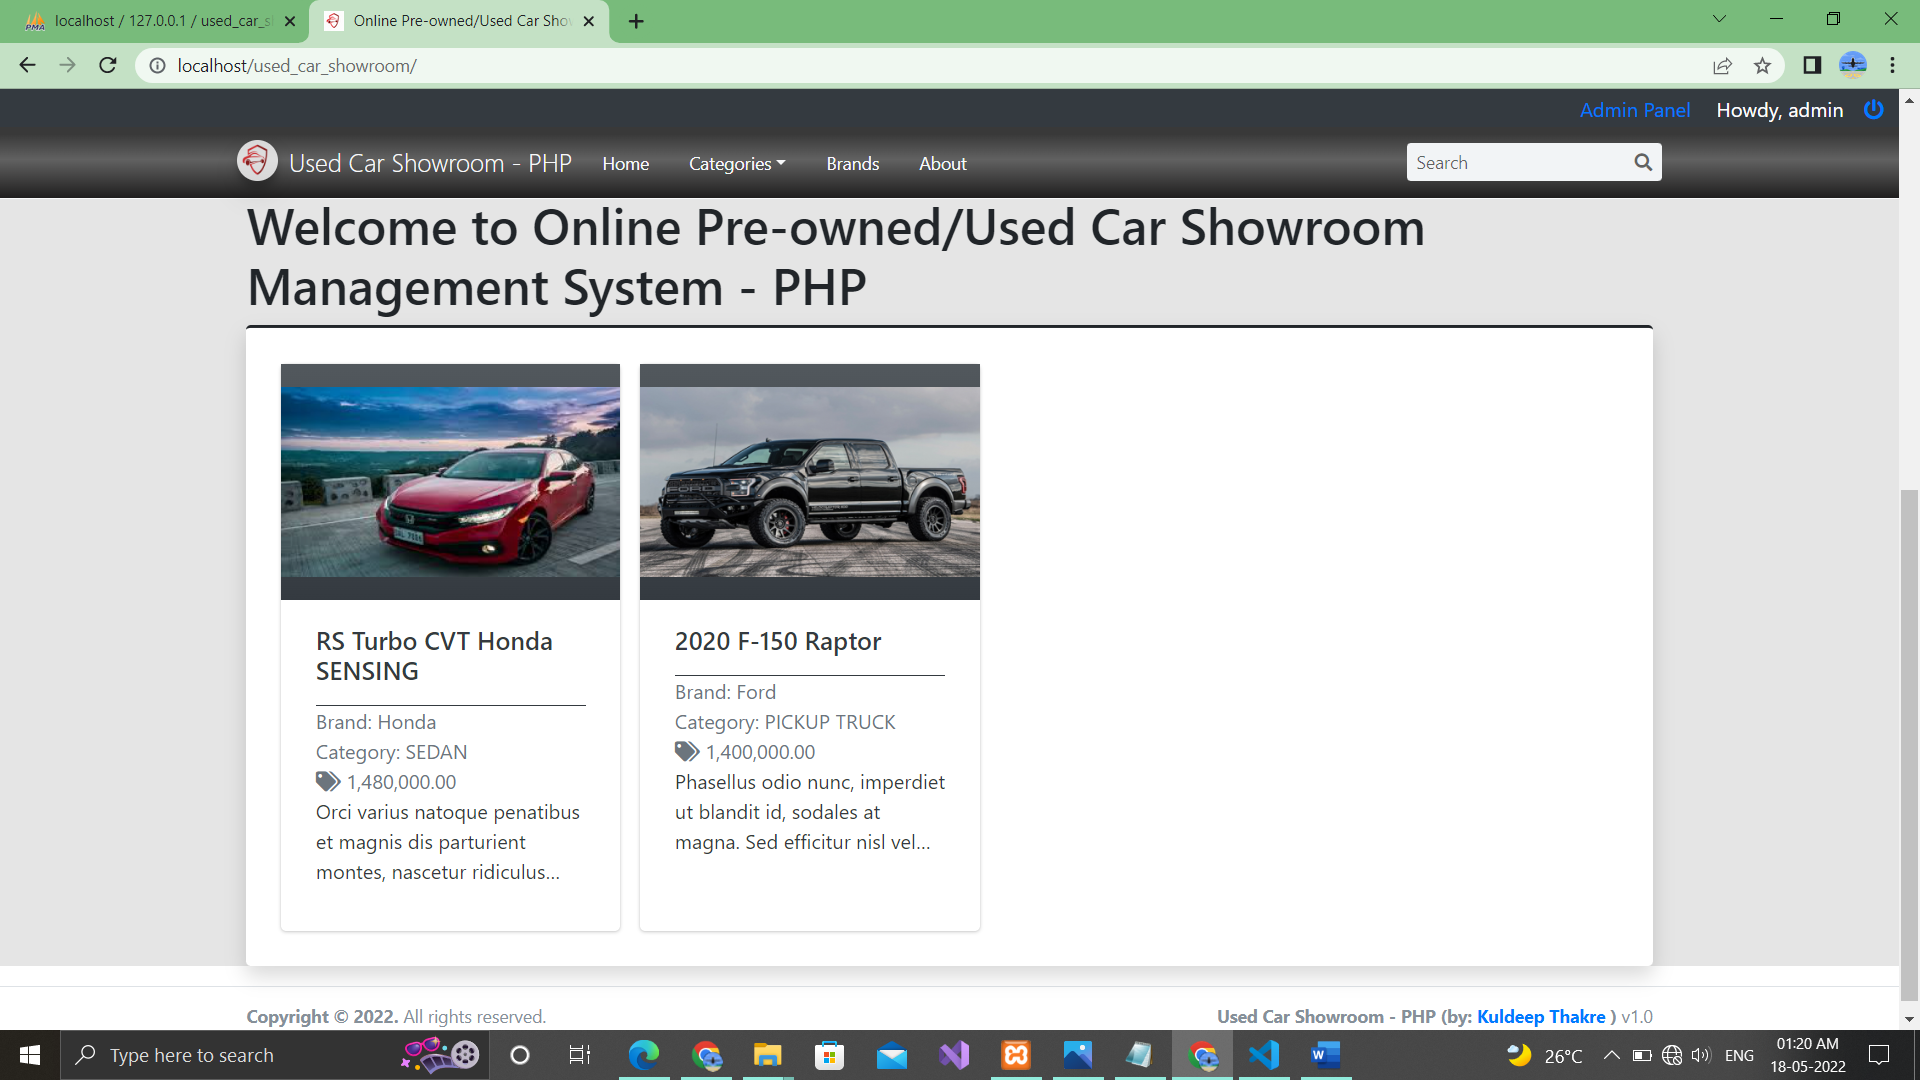 localhost / 127.0.0.1 / used_car_s
Online Pre-owned/Used Car Sho
localhost/used_car_showroom/
Admin Panel Howdy, admin
Used Car Showroom - PHP Home Categories Brands About Search
Welcome to Online Pre-owned/Used Car Showroom
Management System - PHP
RS Turbo CVT Honda
SENSING
Brand: Honda
Category: SEDAN
1,480,000.00
Orci varius natoque penatibus
et magnis dis parturient
montes, nascetur ridiculus...
2020 F-150 Raptor
Brand: Ford
Category: PICKUP TRUCK
1,400,000.00
Phasellus odio nunc, imperdiet
ut blandit id, sodales at
magna. Sed efficitur nisl vel...
Copyright © 2022. All rights reserved.
Used Car Showroom - PHP (by: Kuldeep Thakre ) v1.0
Type here to search
26°C
ENG
01:20 AM
18-05-2022